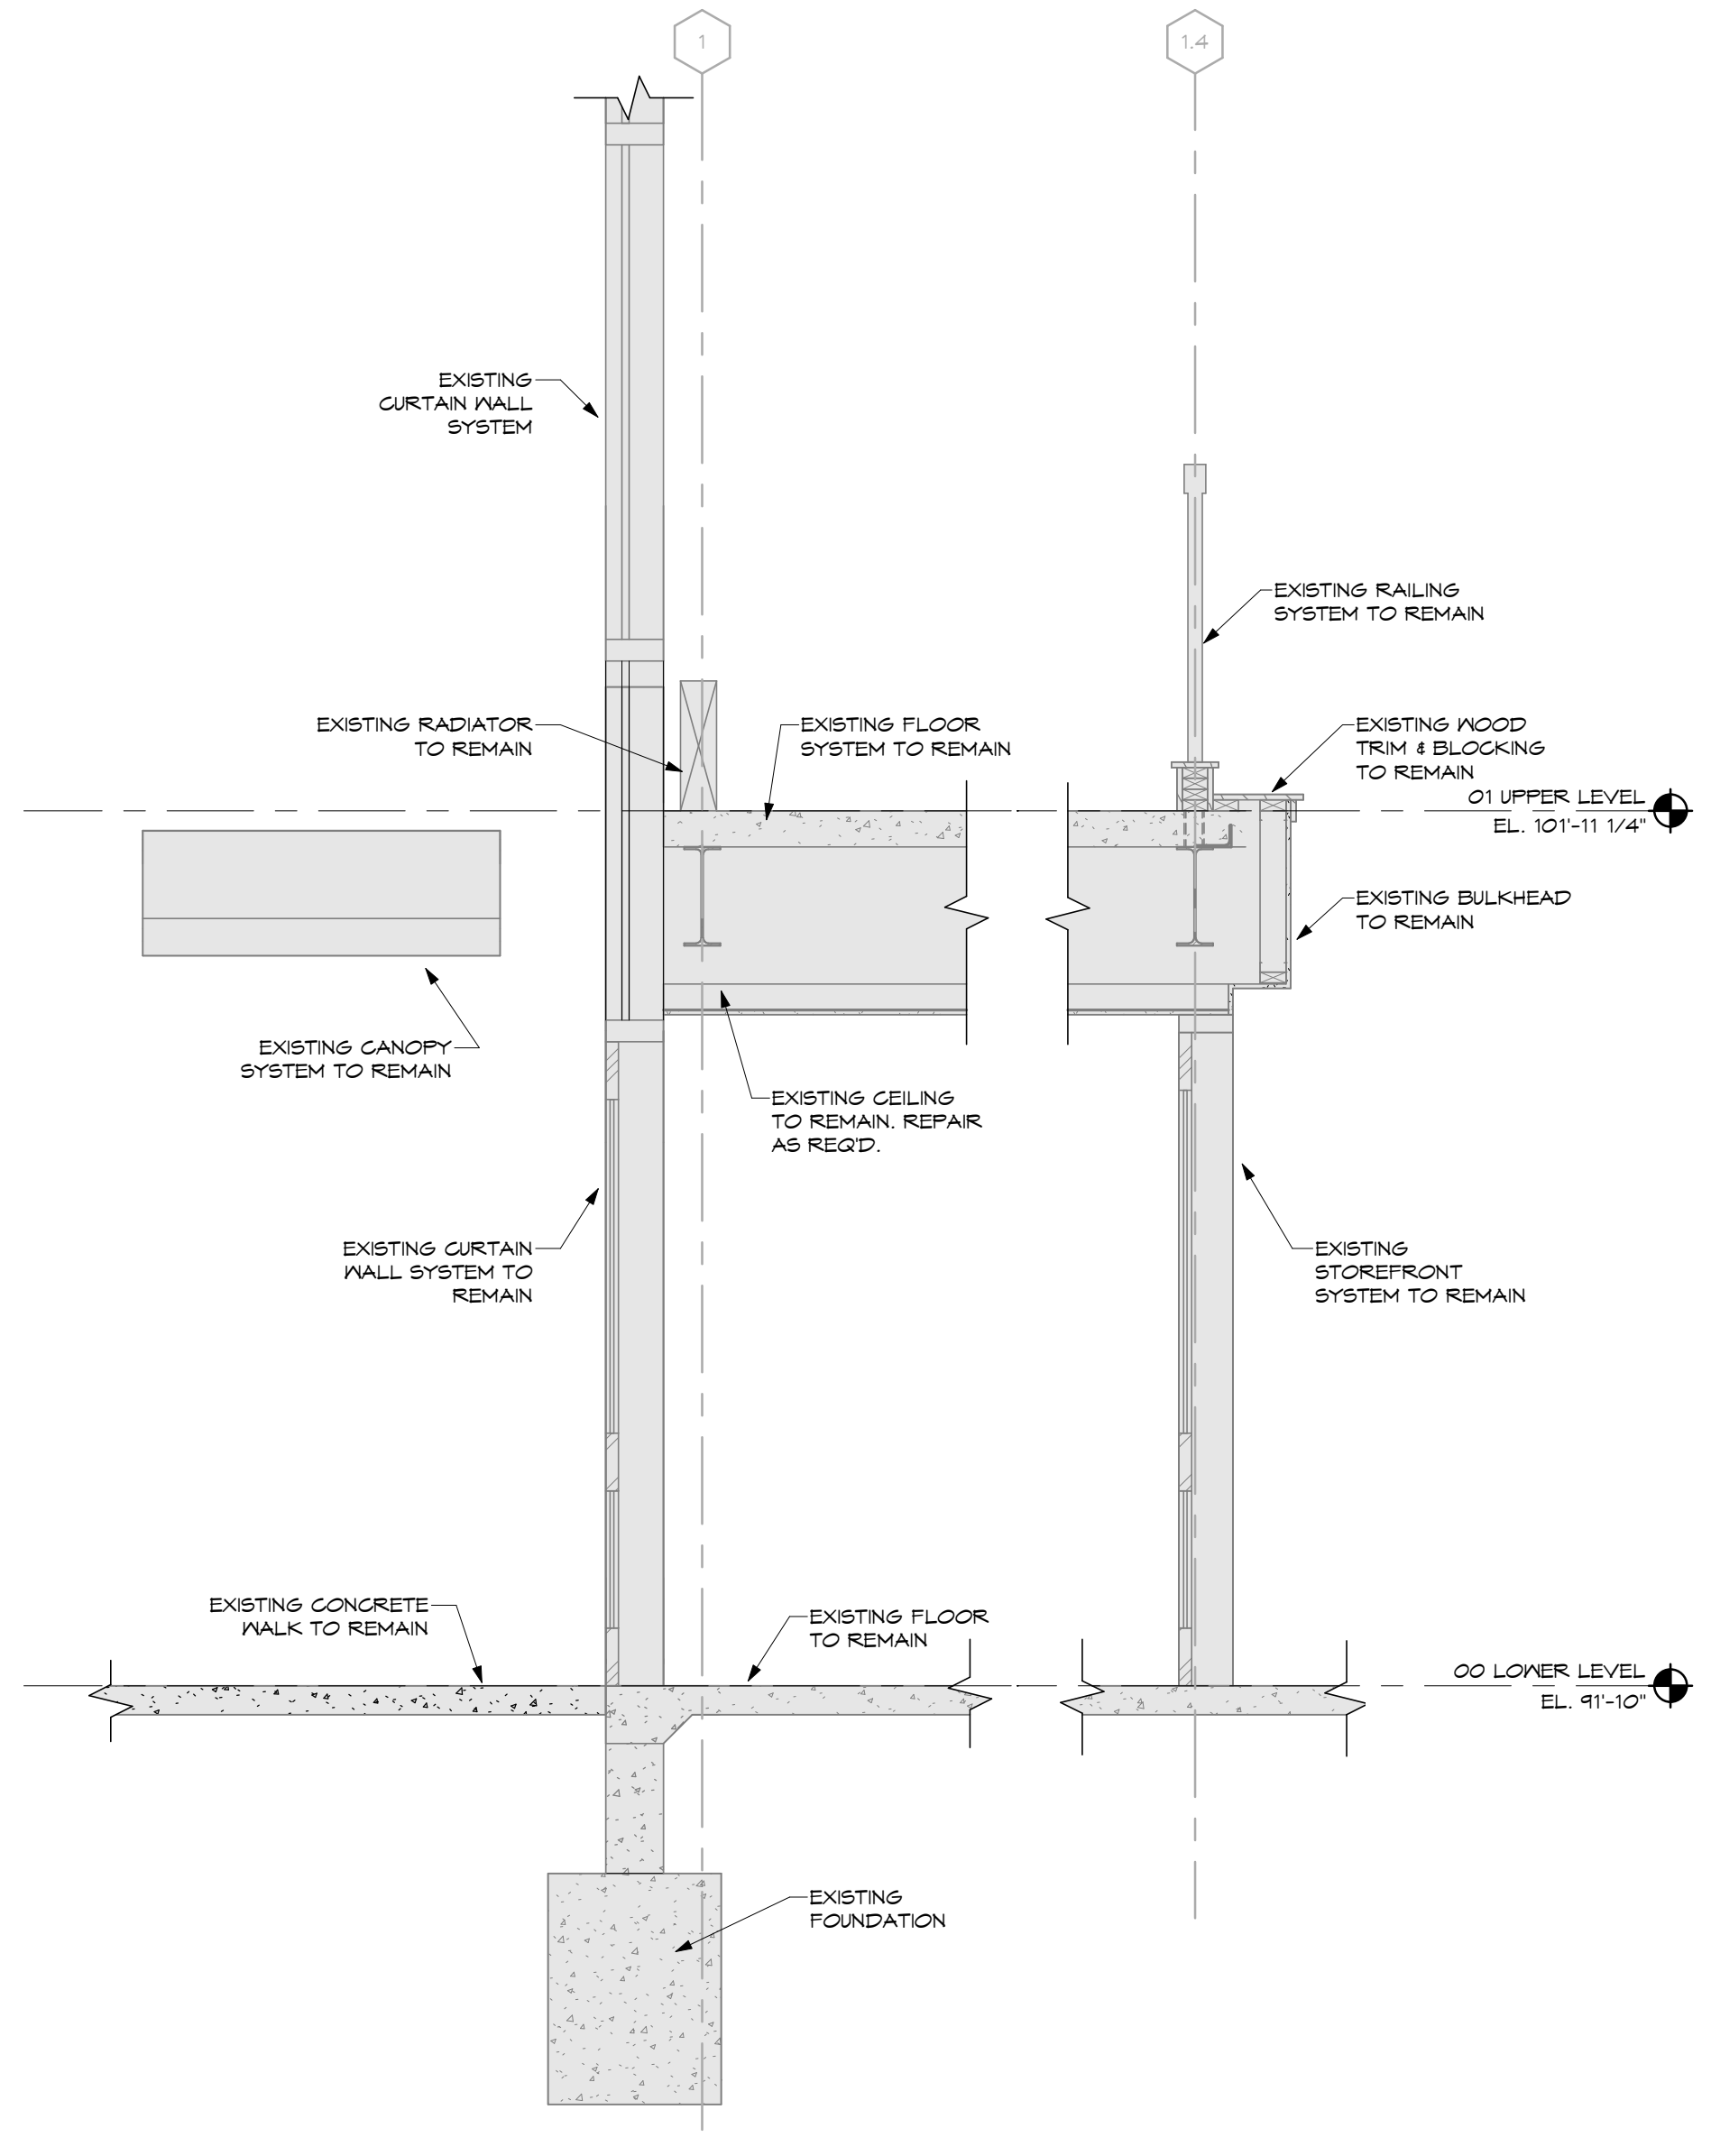 1
1.4
EXISTING
CURTAIN WALL
SYSTEM
EXISTING RAILING
SYSTEM TO REMAIN
EXISTING RADIATOR
TO REMAIN
EXISTING FLOOR
SYSTEM TO REMAIN
EXISTING WOOD
TRIM & BLOCKING
TO REMAIN
01 UPPER LEVEL
EL. 101'-11 1/4"
EXISTING BULKHEAD
TO REMAIN
EXISTING CANOPY
SYSTEM TO REMAIN
EXISTING CEILING
TO REMAIN. REPAIR
AS REQ'D.
EXISTING CURTAIN
WALL SYSTEM TO
REMAIN
EXISTING
STOREFRONT
SYSTEM TO REMAIN
EXISTING CONCRETE
WALK TO REMAIN
EXISTING FLOOR
TO REMAIN
00 LOWER LEVEL
EL. 91'-10"
EXISTING
FOUNDATION